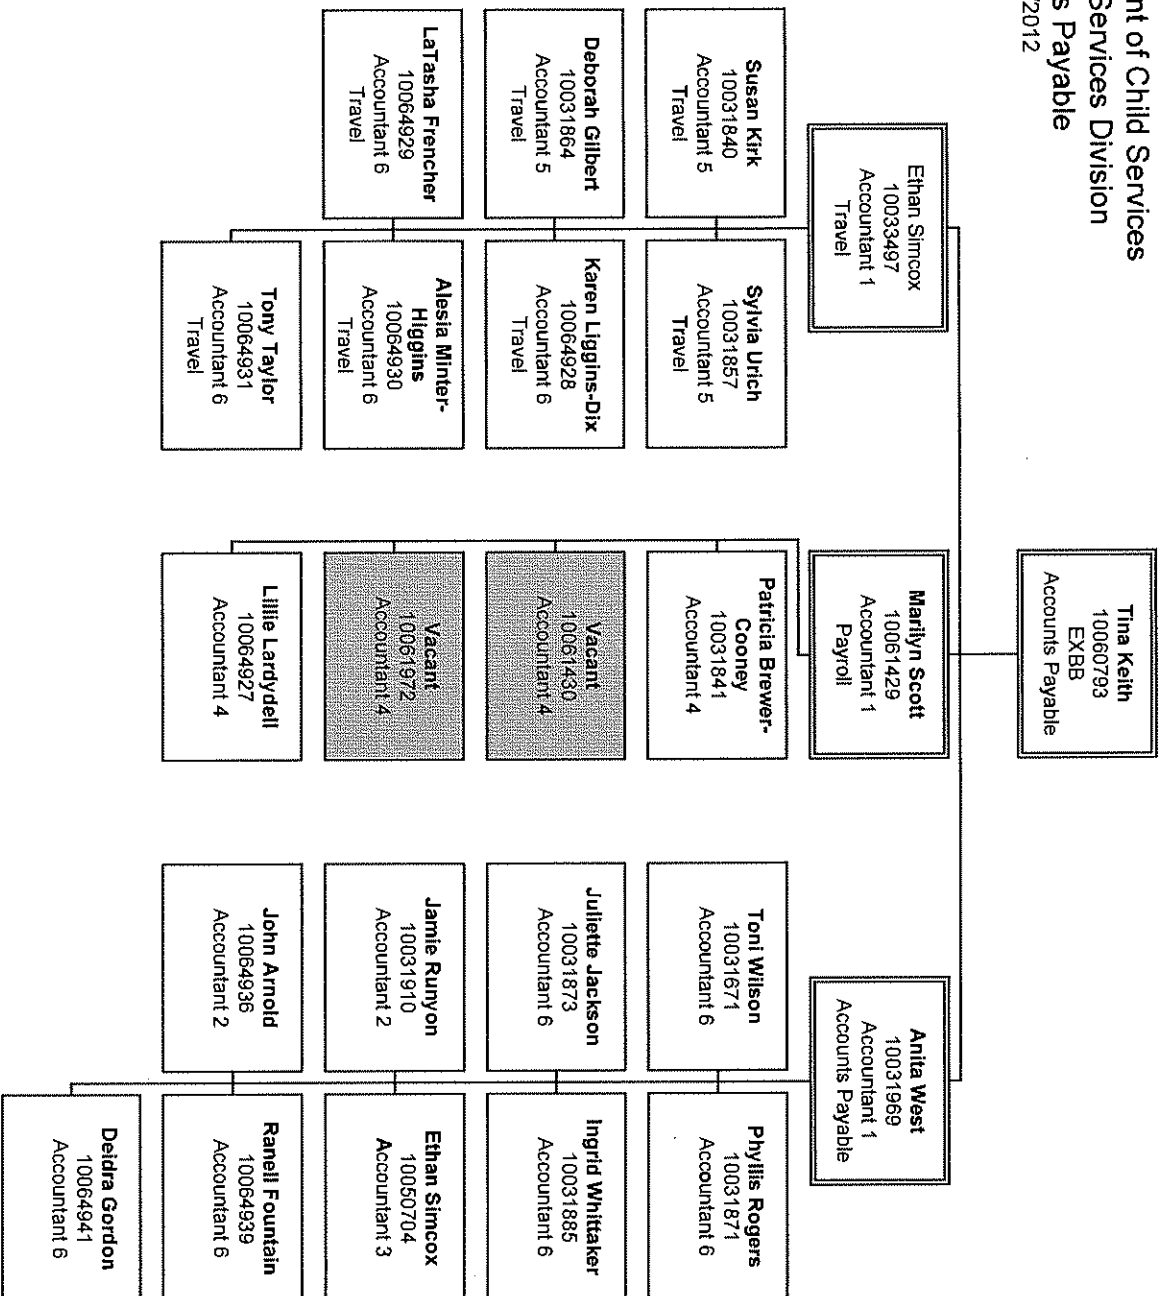 nt of Child Services
Services Division
s Payable
/2012
Tina Keith
10060793
EXBB
Accounts Payable
Ethan Simcox
10033497
Accountant 1
Travel
Marilyn Scott
10061429
Accountant 1
Payroll
Anita West
10031969
Accountant 1
Accounts Payable
Susan Kirk
10031840
Accountant 5
Travel
Sylvia Urich
10031857
Accountant 5
Travel
Deborah Gilbert
10031864
Accountant 5
Travel
Karen Liggins-Dix
10064928
Accountant 6
Travel
LaTasha Frencher
10064929
Accountant 6
Travel
Alesia Minter-
Higgins
10064930
Accountant 6
Travel
Tony Taylor
10064931
Accountant 6
Travel
Patricia Brewer-
Cooney
10031841
Accountant 4
Vacant
10061430
Accountant 4
Vacant
10061972
Accountant 4
Lillie Lardydell
10064927
Accountant 4
Toni Wilson
10031671
Accountant 6
Phyllis Rogers
10031871
Accountant 6
Juliette Jackson
10031873
Accountant 6
Ingrid Whittaker
10031885
Accountant 6
Jamie Runyon
10031910
Accountant 2
Ethan Simcox
10050704
Accountant 3
John Arnold
10064936
Accountant 2
Ranell Fountain
10064939
Accountant 6
Deidra Gordon
10064941
Accountant 6